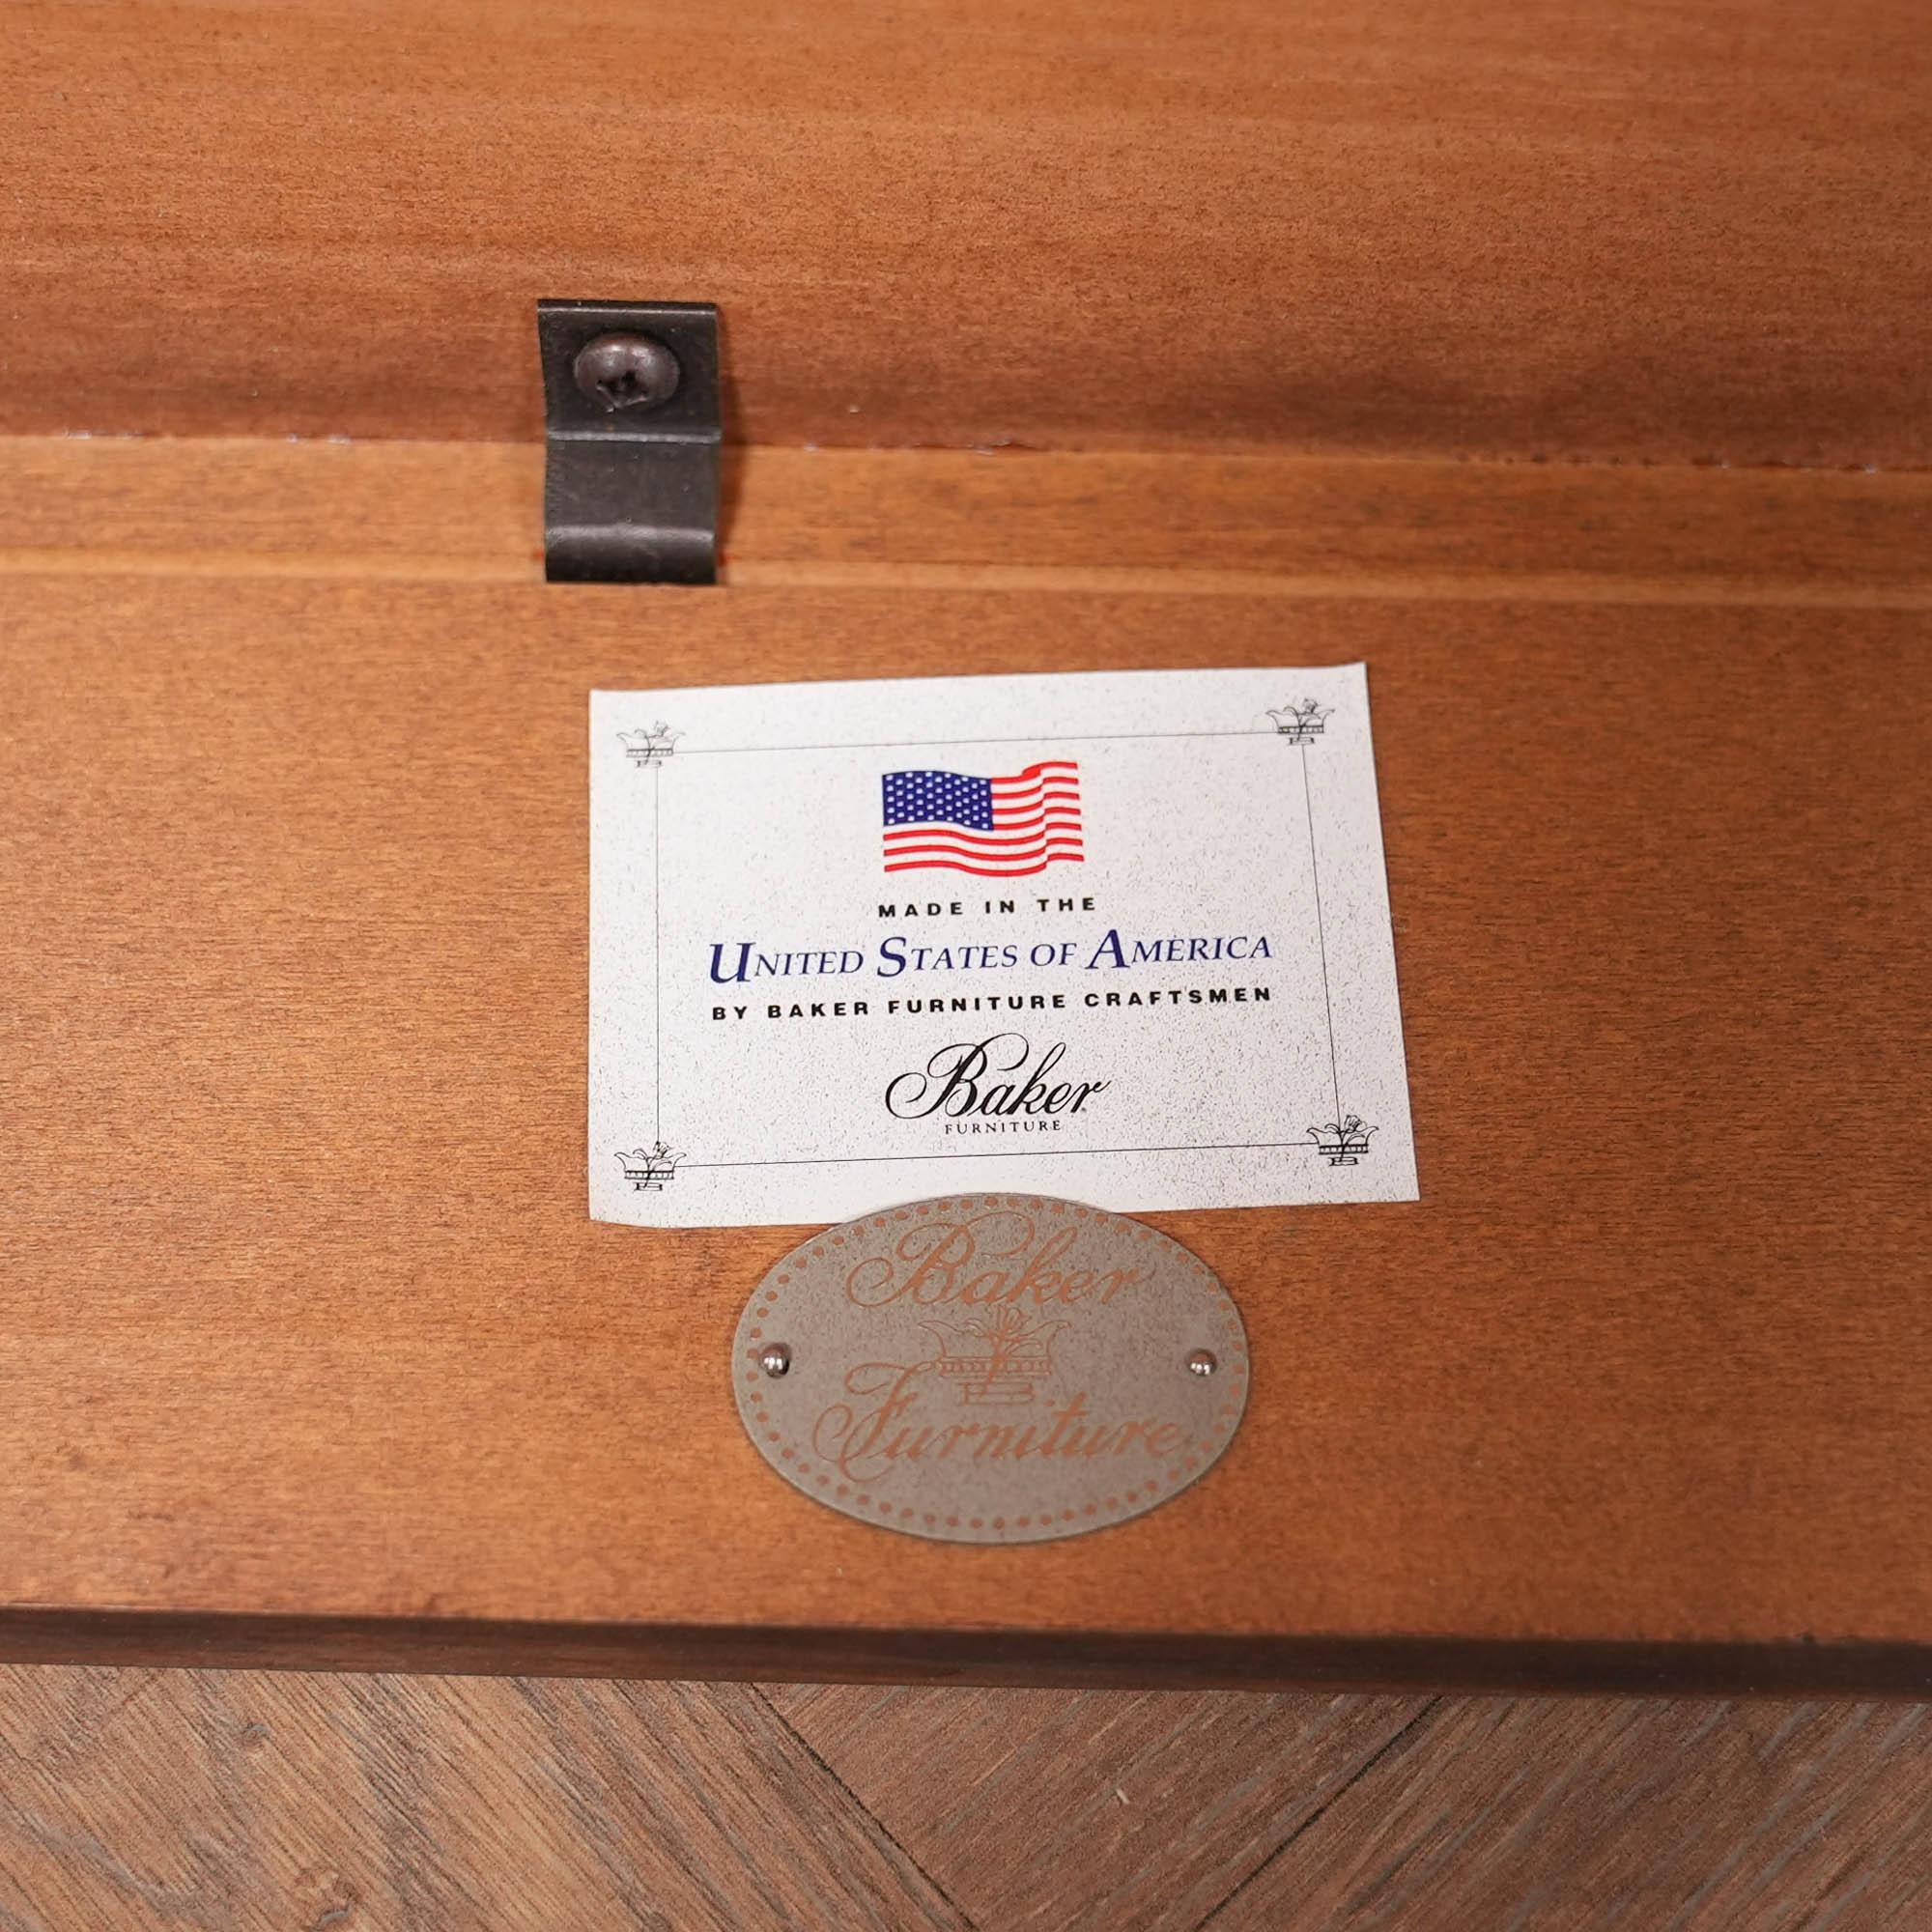 MADE IN THE
UNITED STATES OF AMERICA
BY BAKER FURNITURE CRAFTSMEN
Baker
FURNITURE
Baker
Furniture